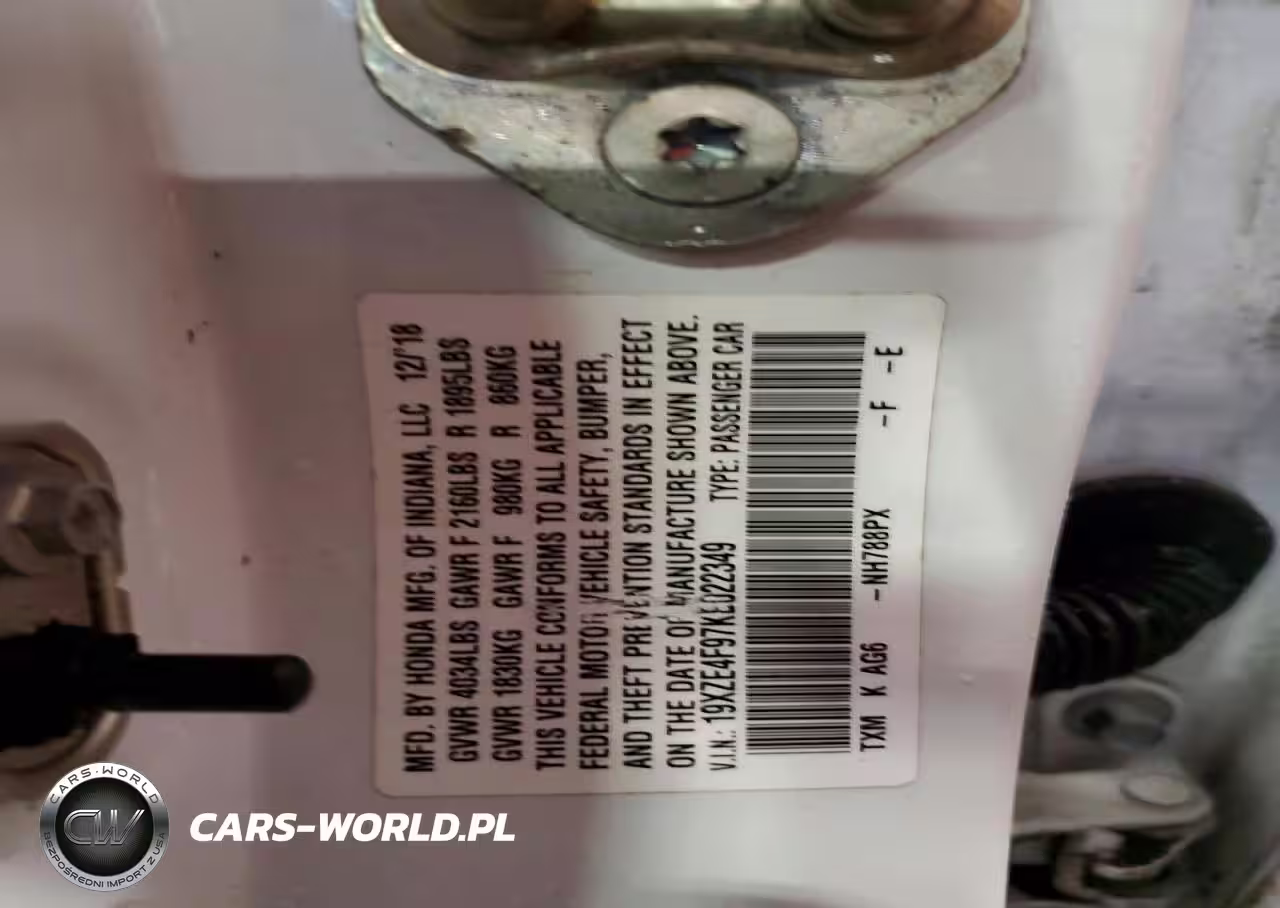 MFD. BY HONDA MFG. OF INDIANA, LLC 12/'18
GVWR 4034LBS GAWR F 2160LBS R 1895LBS
GVWR 1830KG GAWR F 980KG R 860KG
THIS VEHICLE CONFORMS TO ALL APPLICABLE
FEDERAL MOTOR VEHICLE SAFETY, BUMPER,
AND THEFT PREVENTION STANDARDS IN EFFECT
ON THE DATE OF MANUFACTURE SHOWN ABOVE.
V.I.N.: 19XZE4F97KE022349 TYPE: PASSENGER CAR
TXM K AG6 -NH788PX -F -E
CARS-WORLD
CW
BEZPOŚREDNI IMPORT Z USA
CARS-WORLD.PL